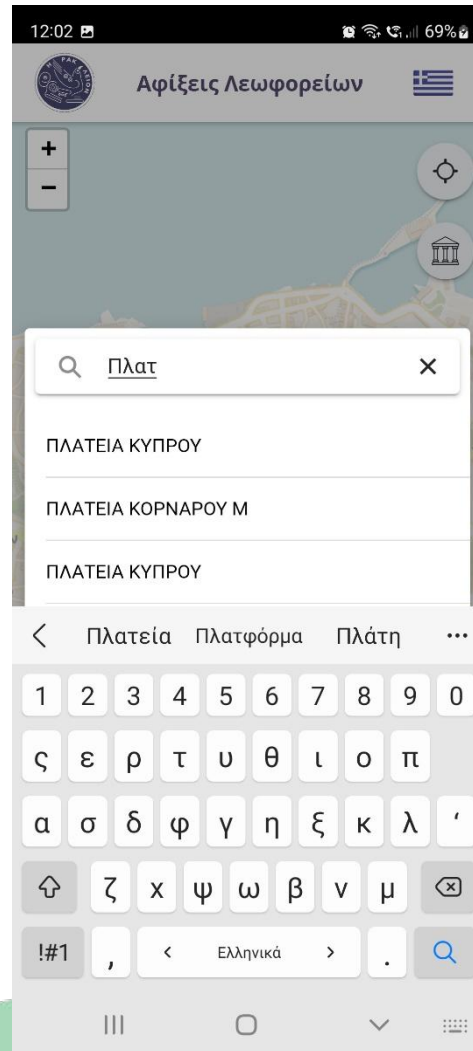 12:02 69%
Αφίξεις Λεωφορείων
+
−
Πλατ
ΠΛΑΤΕΙΑ ΚΥΠΡΟΥ
ΠΛΑΤΕΙΑ ΚΟΡΝΑΡΟΥ Μ
ΠΛΑΤΕΙΑ ΚΥΠΡΟΥ
Πλατεία Πλατφόρμα Πλάτη ...
1 2 3 4 5 6 7 8 9 0
ς ε ρ τ υ θ ι ο π
α σ δ φ γ η ξ κ λ ‘
ζ χ ψ ω β ν μ
!#1 , < Ελληνικά > .